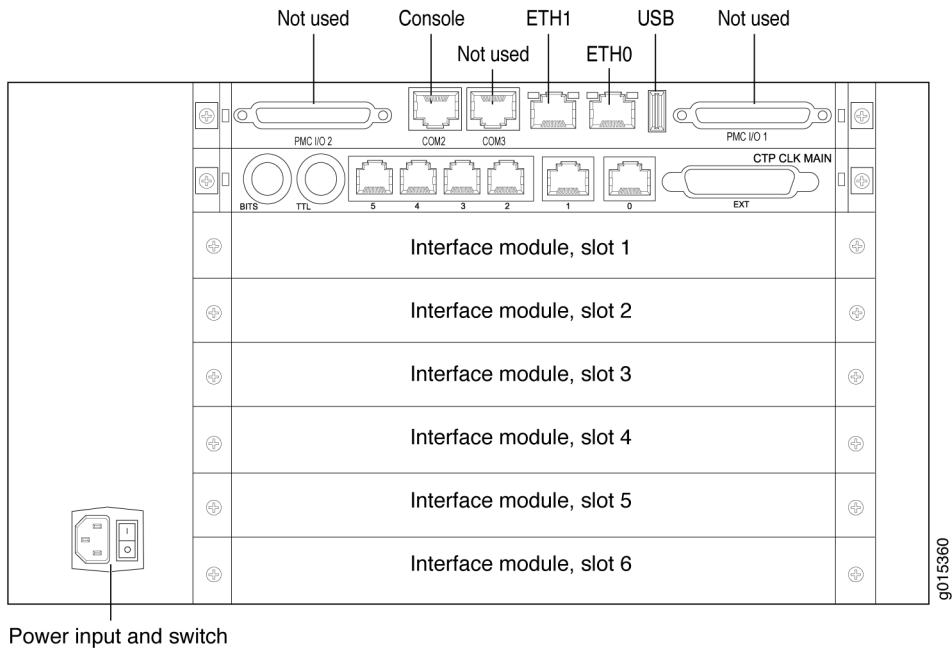 Not used Console ETH1 USB Not used
Not used ETH0
PMC I/O 2 COM2 COM3 PMC I/O 1
CTP CLK MAIN
BITS TTL 5 4 3 2 1 0 EXT
Interface module, slot 1
Interface module, slot 2
Interface module, slot 3
Interface module, slot 4
Interface module, slot 5
Interface module, slot 6
Power input and switch
g015360